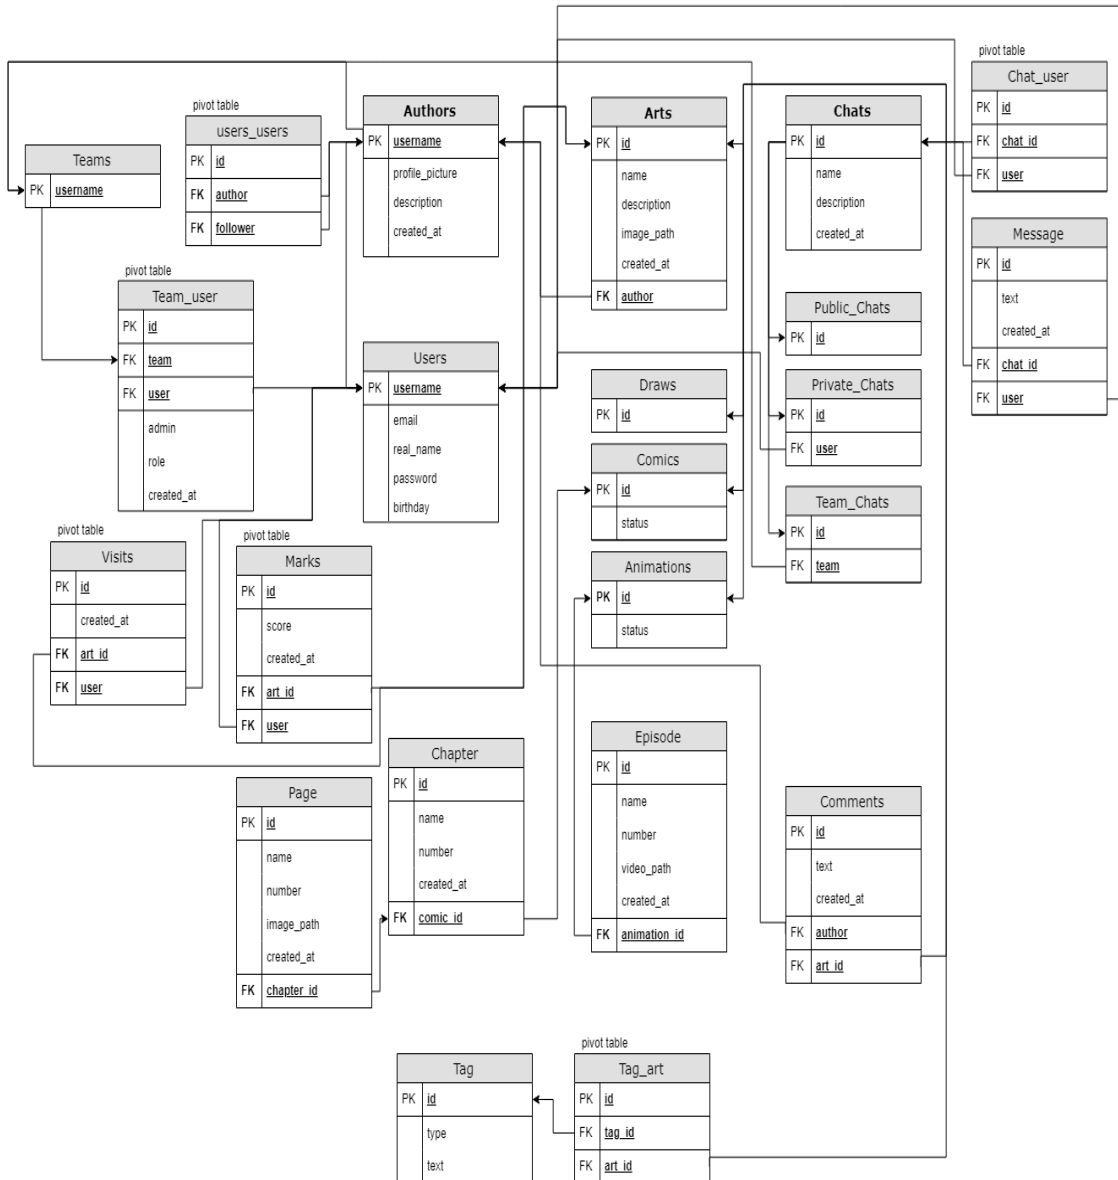 pivot table
users_users
PK id
FK author
FK follower
Teams
PK username
Authors
PK username
profile_picture
description
created_at
Arts
PK id
name
description
image_path
created_at
FK author
Chats
PK id
name
description
created_at
pivot table
Chat_user
PK id
FK chat_id
FK user
Message
PK id
text
created_at
FK chat_id
FK user
pivot table
Team_user
PK id
FK team
FK user
admin
role
created_at
Users
PK username
email
real_name
password
birthday
Public_Chats
PK id
Private_Chats
PK id
FK user
Team_Chats
PK id
FK team
Draws
PK id
Comics
PK id
status
Animations
PK id
status
pivot table
Visits
PK id
created_at
FK art_id
FK user
pivot table
Marks
PK id
score
created_at
FK art_id
FK user
Chapter
PK id
name
number
created_at
FK comic_id
Page
PK id
name
number
image_path
created_at
FK chapter_id
Episode
PK id
name
number
video_path
created_at
FK animation_id
Comments
PK id
text
created_at
FK author
FK art_id
Tag
PK id
type
text
pivot table
Tag_art
PK id
FK tag_id
FK art_id